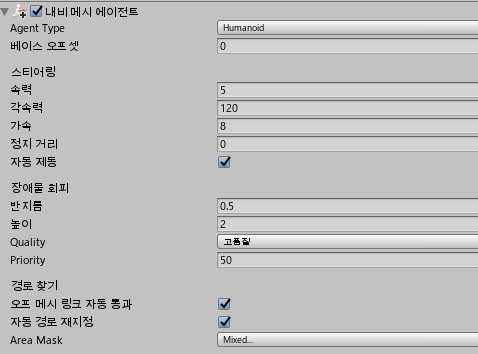 내비 메시 에이전트
Agent Type Humanoid
베이스 오프셋 0
스티어링
속력 5
각속력 120
가속 8
정지 거리 0
자동 제동
장애물 회피
반지름 0.5
높이 2
Quality 고품질
Priority 50
경로 찾기
오프 메시 링크 자동 통과
자동 경로 재지정
Area Mask Mixed...